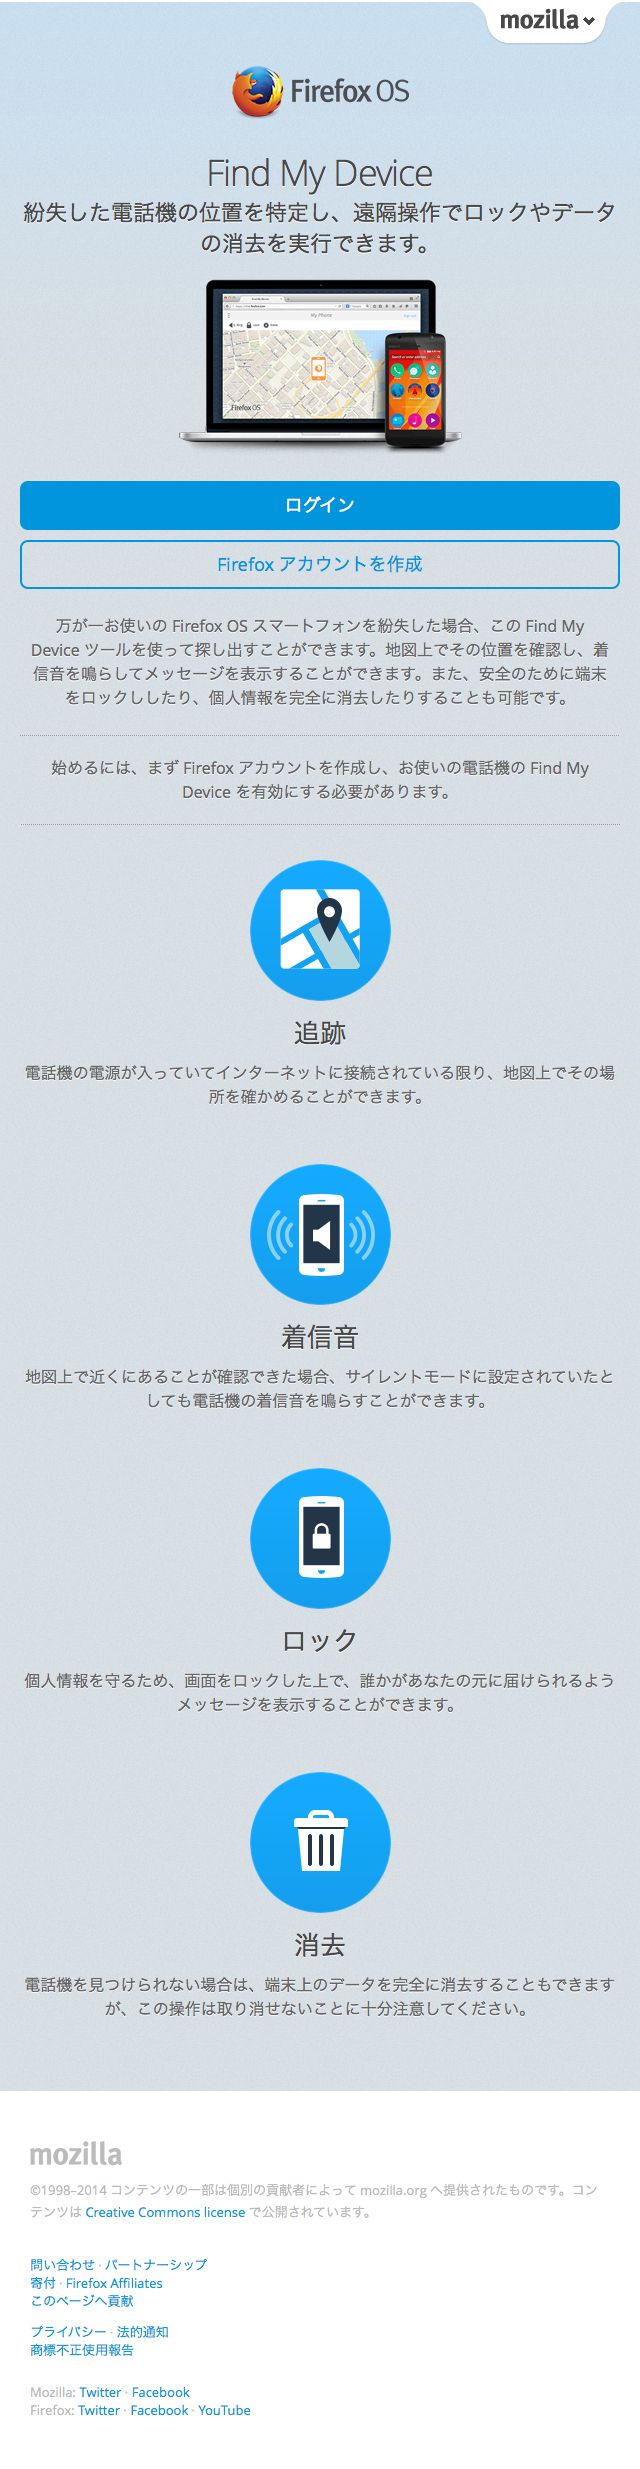 mozilla
Firefox OS
Find My Device
紛失した電話機の位置を特定し、遠隔操作でロックやデータ
の消去を実行できます。
My Phone
Firefox OS
ログイン
Firefox アカウントを作成
万が一お使いの Firefox OS スマートフォンを紛失した場合、この Find My
Device ツールを使って探し出すことができます。地図上でその位置を確認し、着
信音を鳴らしてメッセージを表示することができます。また、安全のために端末
をロックししたり、個人情報を完全に消去したりすることも可能です。
始めるには、まず Firefox アカウントを作成し、お使いの電話機の Find My
Device を有効にする必要があります。
追跡
電話機の電源が入っていてインターネットに接続されている限り、地図上でその場
所を確かめることができます。
着信音
地図上で近くにあることが確認できた場合、サイレントモードに設定されていたと
しても電話機の着信音を鳴らすことができます。
ロック
個人情報を守るため、画面をロックした上で、誰かがあなたの元に届けられるよう
メッセージを表示することができます。
消去
電話機を見つけられない場合は、端末上のデータを完全に消去することもできます
が、この操作は取り消せないことに十分注意してください。
mozilla
©1998–2014 コンテンツの一部は個別の貢献者によって mozilla.org へ提供されたものです。コン
テンツは Creative Commons license で公開されています。
問い合わせ · パートナーシップ
寄付 · Firefox Affiliates
このページへ貢献
プライバシー · 法的通知
商標不正使用報告
Mozilla: Twitter · Facebook
Firefox: Twitter · Facebook · YouTube